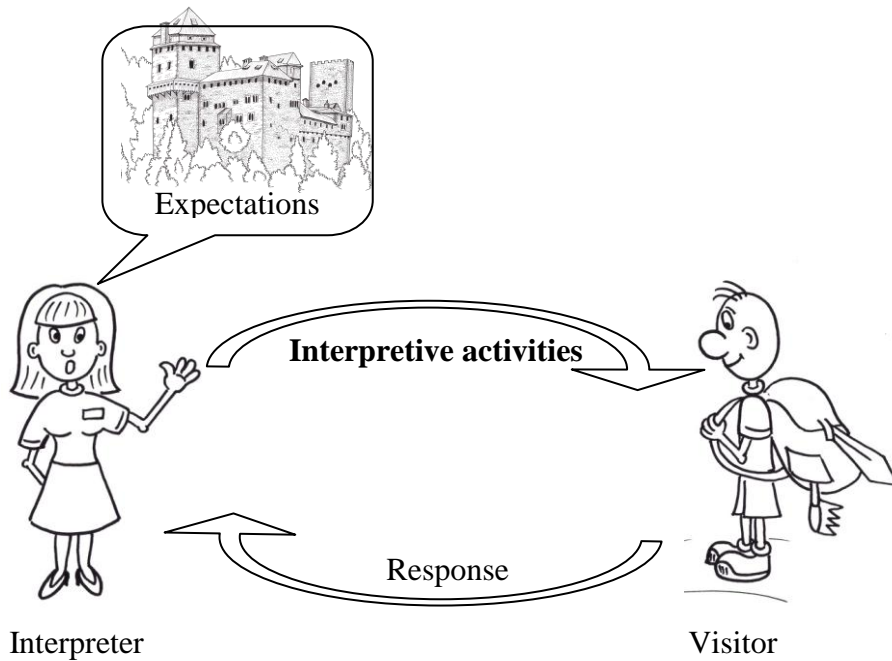 Expectations
Interpretive activities
Response
Interpreter
Visitor